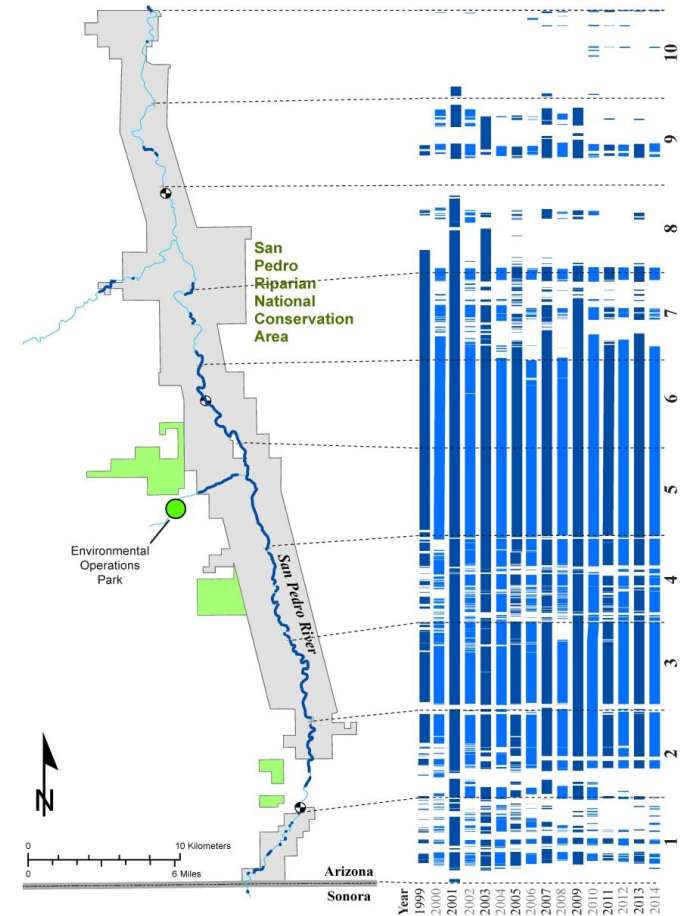 San
Pedro
Riparian
National
Conservation
Area
Environmental
Operations
Park
San Pedro River
N
0 10 Kilometers
0 6 Miles
Arizona
Sonora
10
9
8
7
6
5
4
3
2
1
Year 1999 2000 2001 2002 2003 2004 2005 2006 2007 2008 2009 2010 2011 2012 2013 2014